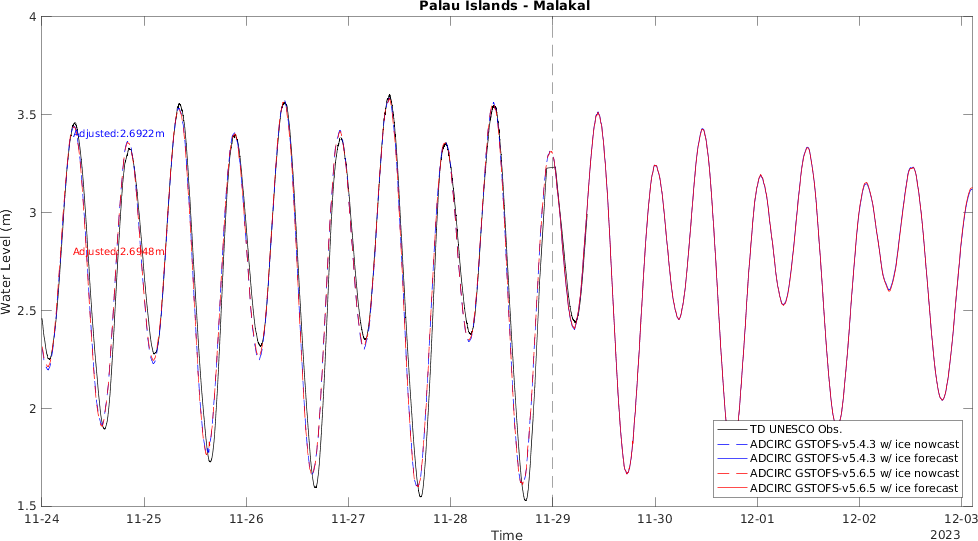 Palau Islands - Malakal
4
3.5
3
2.5
2
1.5
Water Level (m)
Adjusted:2.6922m
Adjusted:2.6948m
TD UNESCO Obs.
ADCIRC GSTOFS-v5.4.3 w/ ice nowcast
ADCIRC GSTOFS-v5.4.3 w/ ice forecast
ADCIRC GSTOFS-v5.6.5 w/ ice nowcast
ADCIRC GSTOFS-v5.6.5 w/ ice forecast
11-24 11-25 11-26 11-27 11-28 11-29 11-30 12-01 12-02 12-03
Time
2023